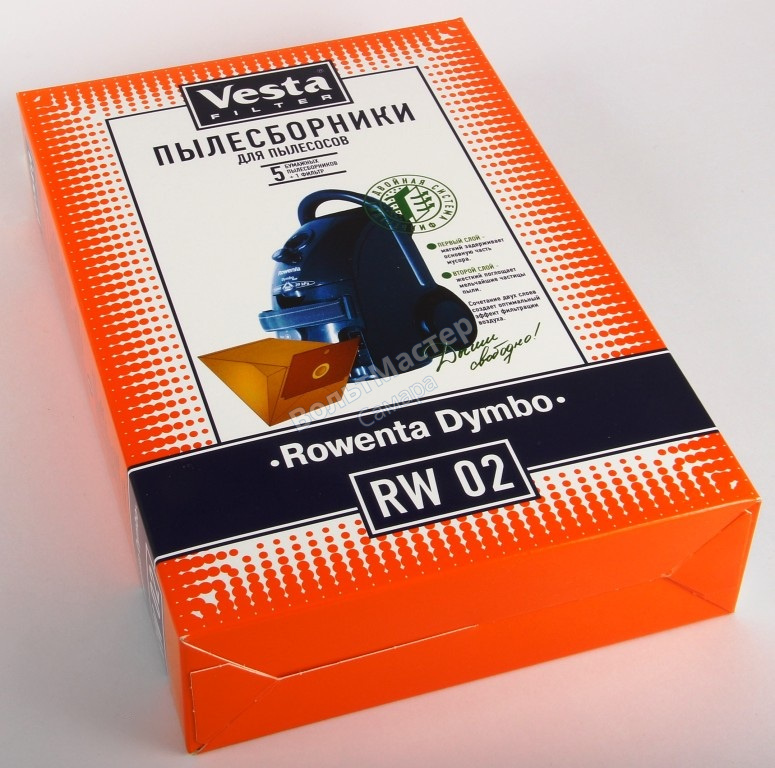 Vesta
FILTER
ПЫЛЕСБОРНИКИ
ДЛЯ ПЫЛЕСОСОВ
5 БУМАЖНЫХ
ПЫЛЕСБОРНИКОВ
+ 1 ФИЛЬТР
ДВОЙНАЯ СИСТЕМА
ПЕРВЫЙ СЛОЙ -
мягкий задерживает
основную часть
мусора.
ВТОРОЙ СЛОЙ -
жесткий поглощает
мельчайшие частицы
пыли.
Сочетание двух слоев
создает оптимальный
эффект фильтрации
воздуха.
Дыши
свободно!
Rowenta
ВольтМастер
Самара
•Rowenta Dymbo•
RW 02